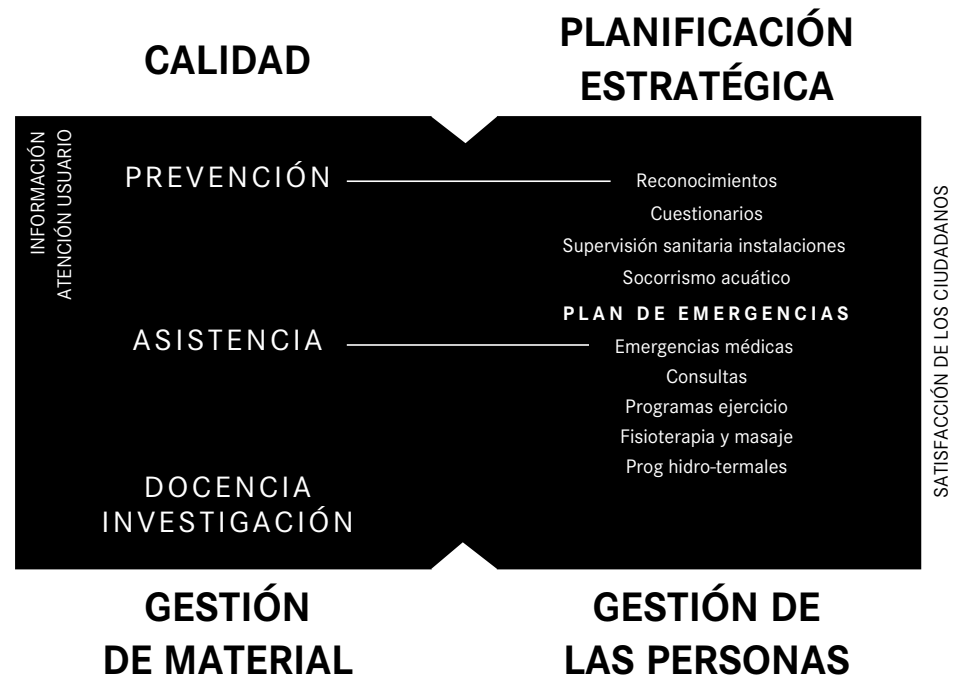 CALIDAD
PLANIFICACIÓN
ESTRATÉGICA
INFORMACIÓN
ATENCIÓN USUARIO
PREVENCIÓN
Reconocimientos
Cuestionarios
Supervisión sanitaria instalaciones
Socorrismo acuático
PLAN DE EMERGENCIAS
ASISTENCIA
Emergencias médicas
Consultas
Programas ejercicio
Fisioterapia y masaje
Prog hidro-termales
DOCENCIA
INVESTIGACIÓN
SATISFACCIÓN DE LOS CIUDADANOS
GESTIÓN
DE MATERIAL
GESTIÓN DE
LAS PERSONAS